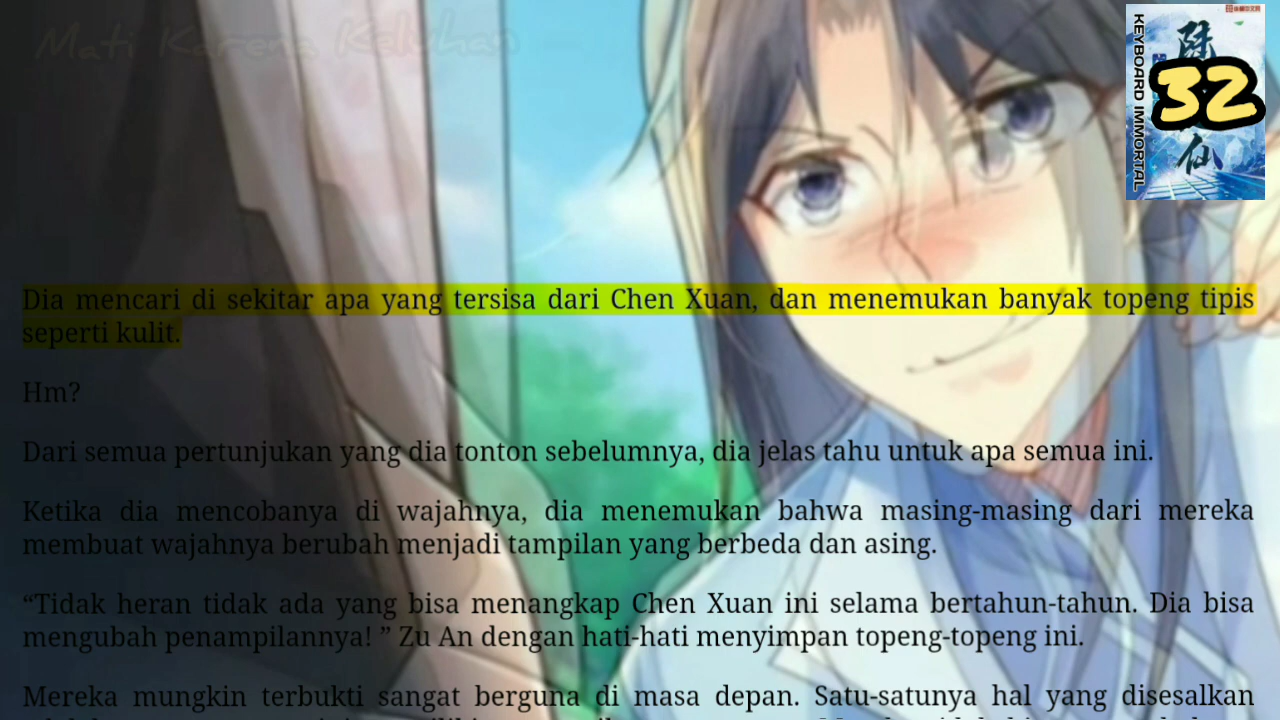 Mati Karena Keluhan
KEYBOARD IMMORTAL
陆
仙
32
Dia mencari di sekitar apa yang tersisa dari Chen Xuan, dan menemukan banyak topeng tipis
seperti kulit.
Hm?
Dari semua pertunjukan yang dia tonton sebelumnya, dia jelas tahu untuk apa semua ini.
Ketika dia mencobanya di wajahnya, dia menemukan bahwa masing-masing dari mereka
membuat wajahnya berubah menjadi tampilan yang berbeda dan asing.
“Tidak heran tidak ada yang bisa menangkap Chen Xuan ini selama bertahun-tahun. Dia bisa
mengubah penampilannya! ” Zu An dengan hati-hati menyimpan topeng-topeng ini.
Mereka mungkin terbukti sangat berguna di masa depan. Satu-satunya hal yang disesalkan